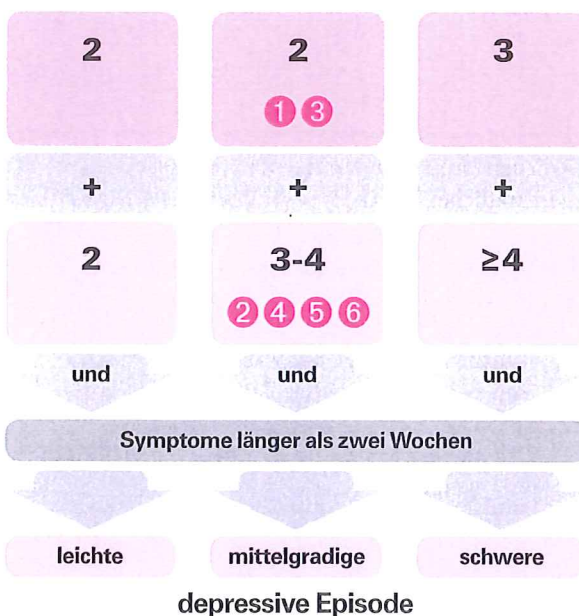 2 2 3
1 3
+ + +
2 3-4 ≥4
2 4 5 6
und und und
Symptome länger als zwei Wochen
leichte mittelgradige schwere
depressive Episode